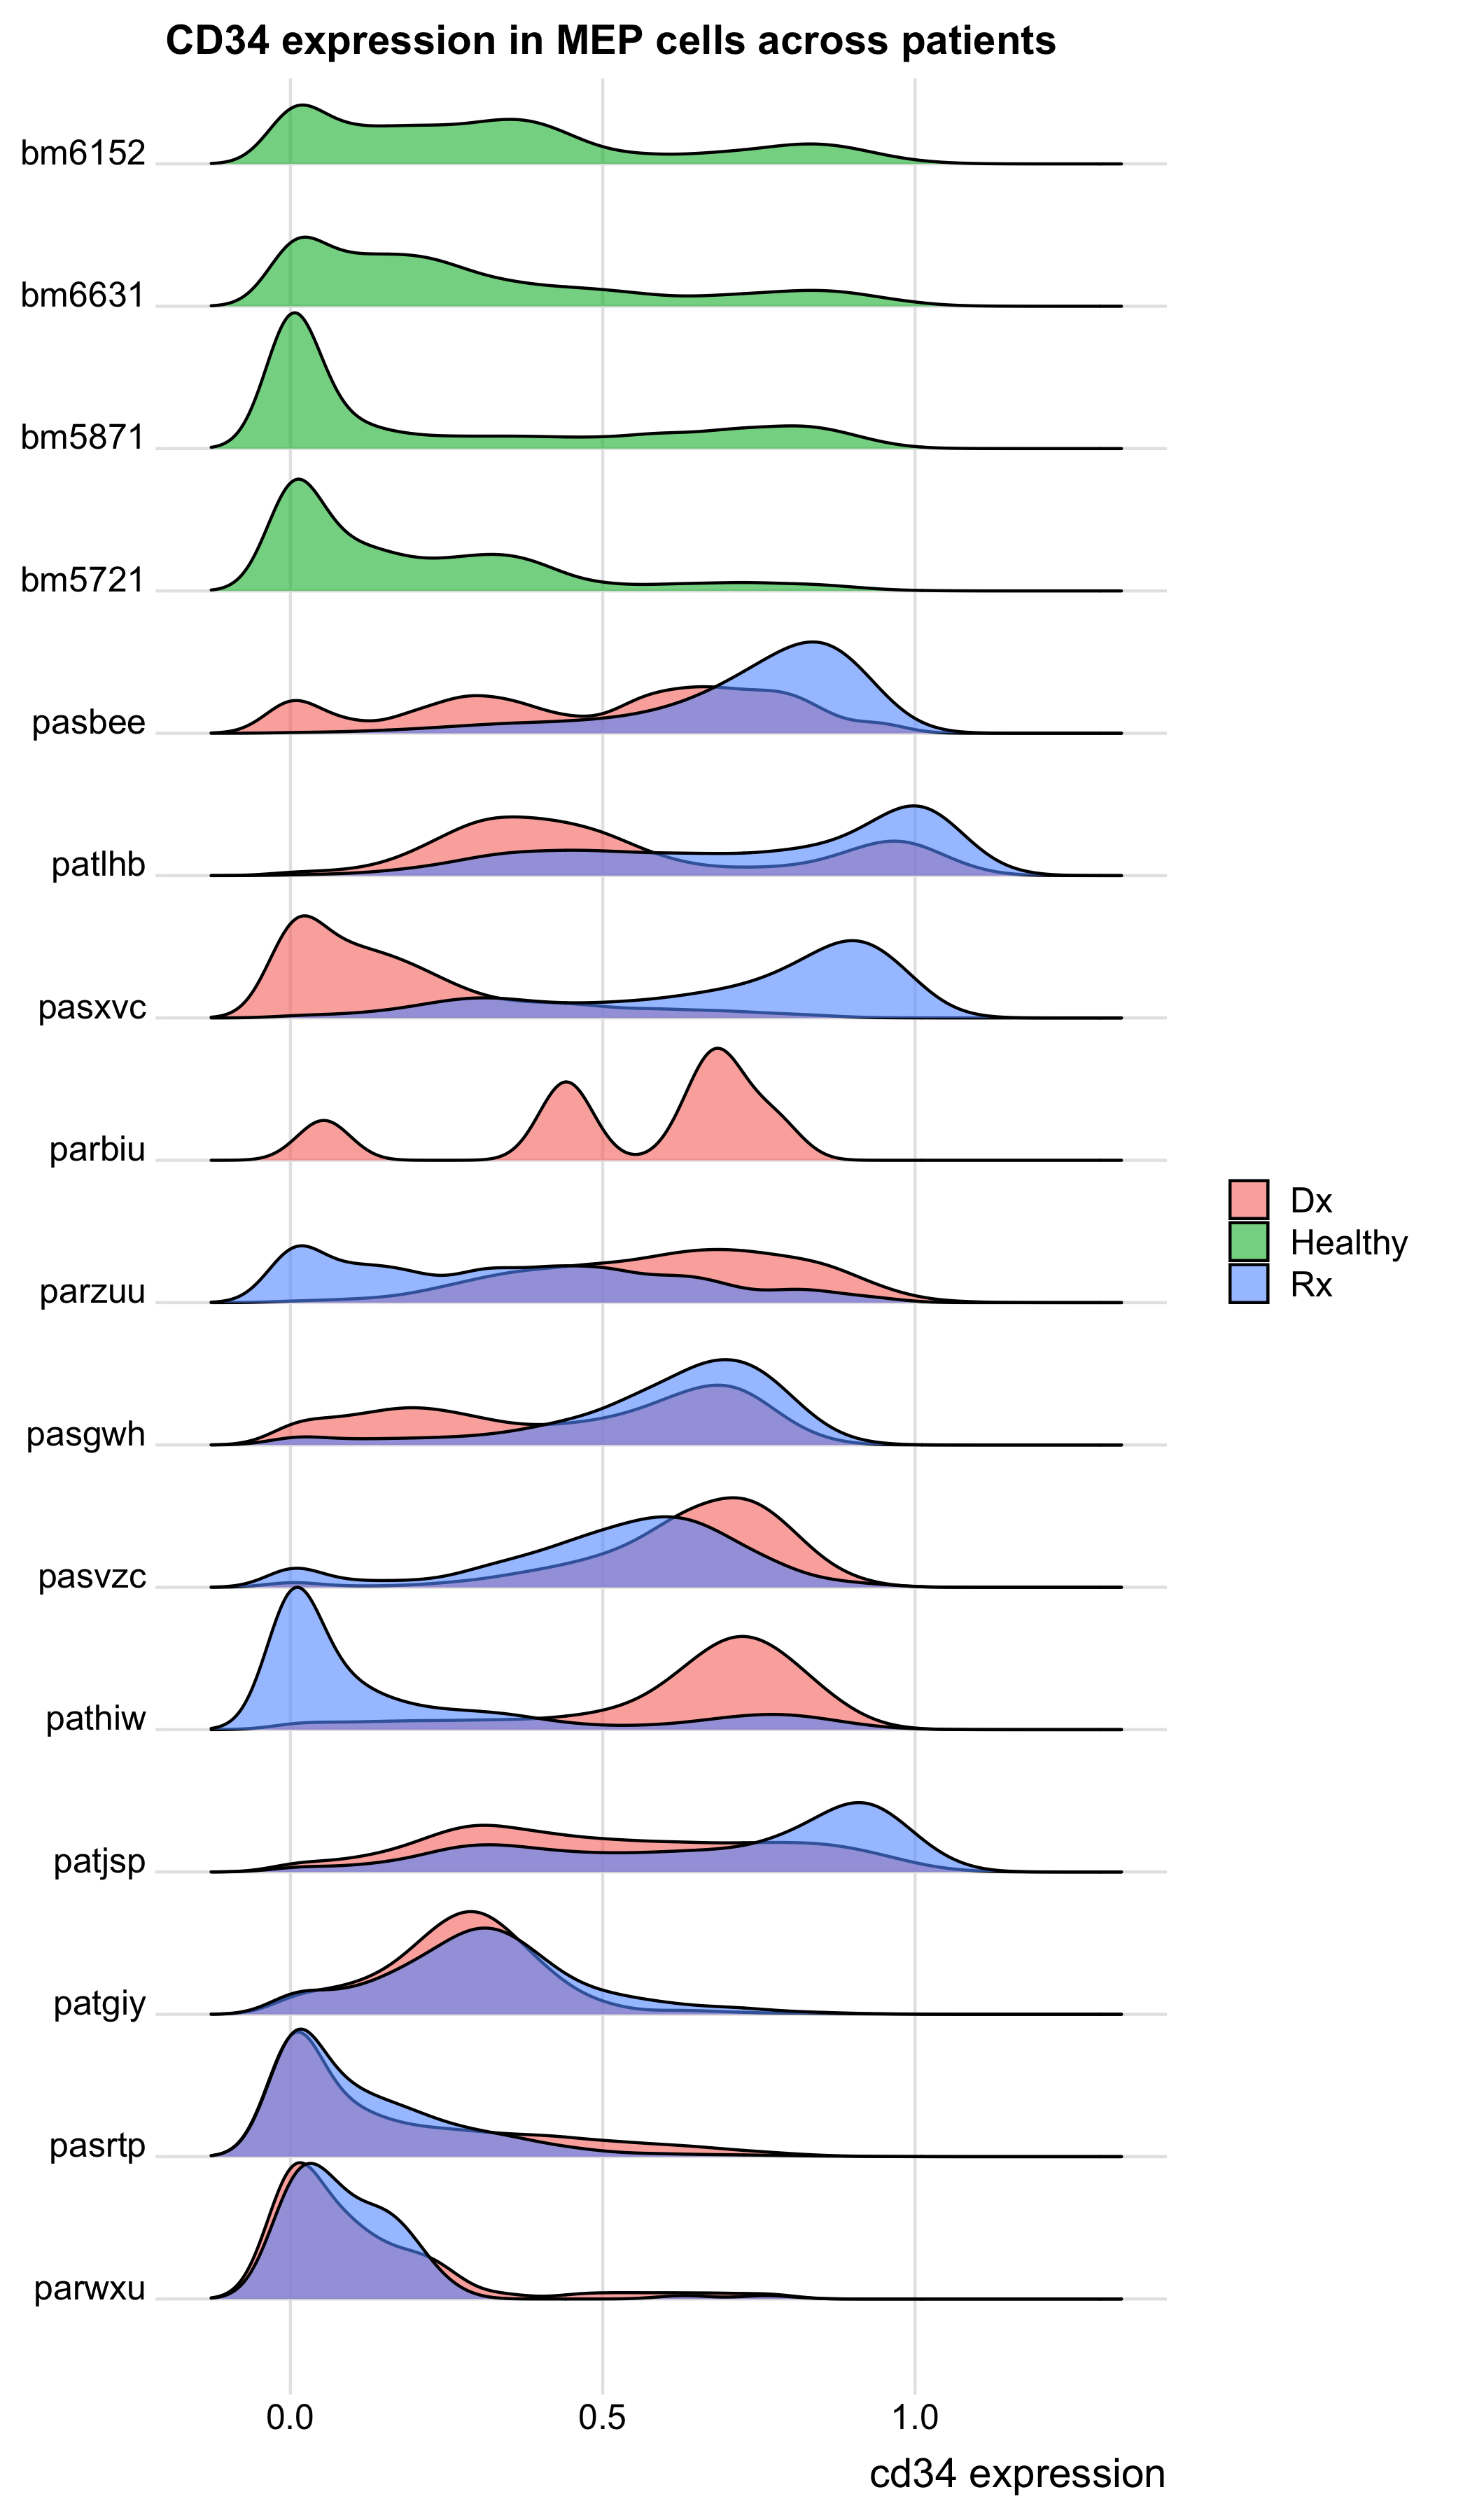 CD34 expression in MEP cells across patients
bm6152
bm6631
bm5871
bm5721
pasbee
patlhb
pasxvc
parbiu
parzuu
pasgwh
pasvzc
pathiw
patjsp
patgiy
pasrtp
parwxu
Dx
Healthy
Rx
0.0 0.5 1.0
cd34 expression